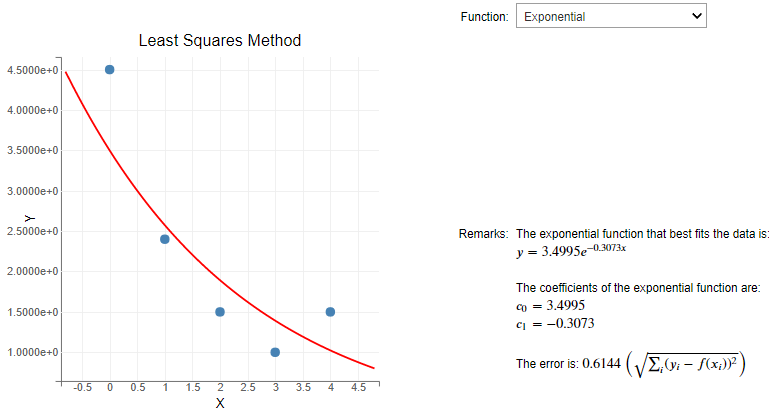 Function: Exponential
Least Squares Method
4.5000e+0
4.0000e+0
3.5000e+0
3.0000e+0
2.5000e+0
2.0000e+0
1.5000e+0
1.0000e+0
Y
-0.5 0 0.5 1 1.5 2 2.5 3 3.5 4 4.5
X
Remarks: The exponential function that best fits the data is:
y = 3.4995e^{−0.3073x}
The coefficients of the exponential function are:
c₀ = 3.4995
c₁ = −0.3073
The error is: 0.6144 (√∑ᵢ(yᵢ − f(xᵢ))²)